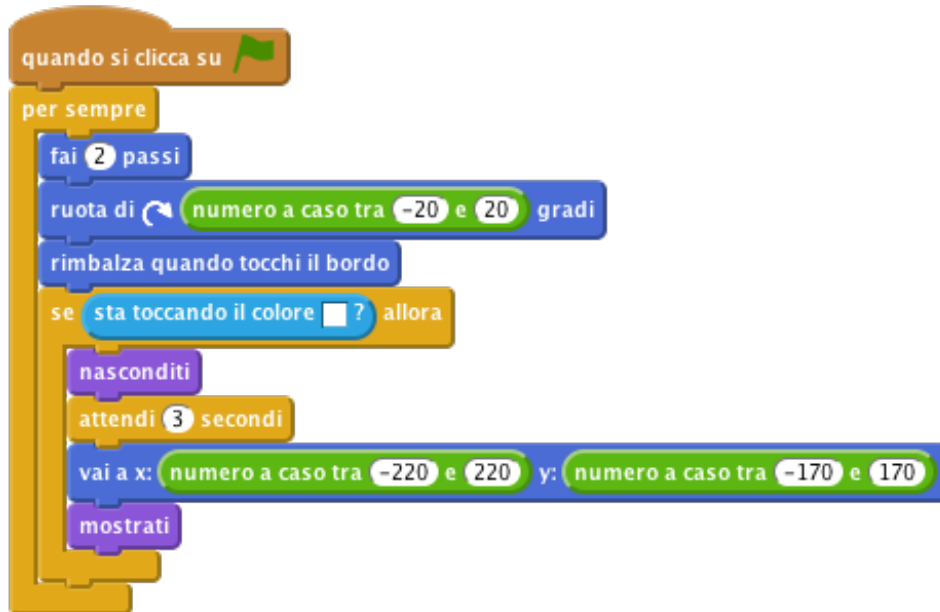 quando si clicca su
per sempre
fai 2 passi
ruota di numero a caso tra -20 e 20 gradi
rimbalza quando tocchi il bordo
se sta toccando il colore ? allora
nasconditi
attendi 3 secondi
vai a x: numero a caso tra -220 e 220 y: numero a caso tra -170 e 170
mostrati